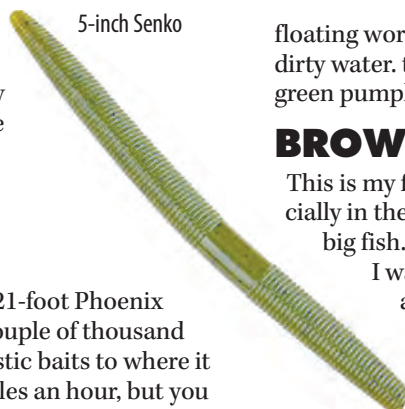 5-inch Senko
21-foot Phoenix
ouple of thousand
stic baits to where it
les an hour, but you
floating wor
dirty water. t
green pump
BROW
This is my f
cially in the
big fish.
I w